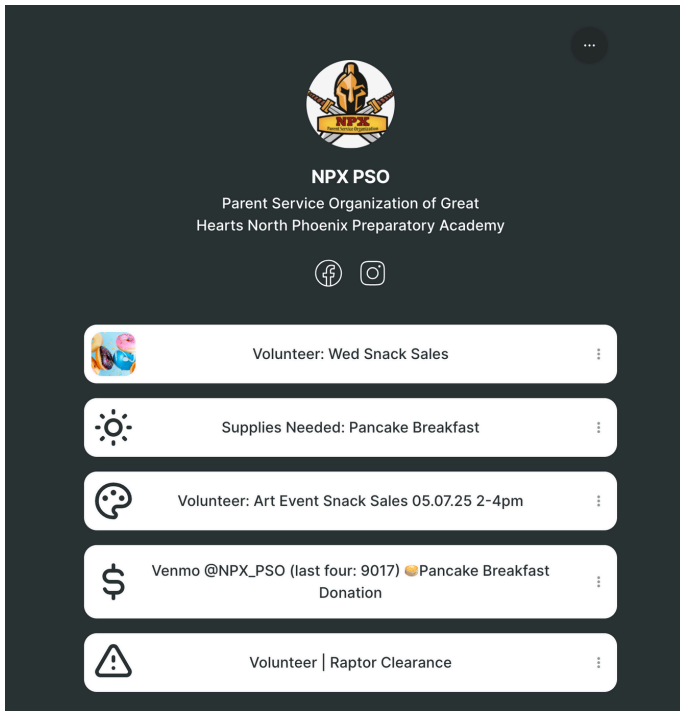 ...
NPX
Parent Service Organization
NPX PSO
Parent Service Organization of Great
Hearts North Phoenix Preparatory Academy
Volunteer: Wed Snack Sales
Supplies Needed: Pancake Breakfast
Volunteer: Art Event Snack Sales 05.07.25 2-4pm
$
Venmo @NPX_PSO (last four: 9017) 🥞Pancake Breakfast
Donation
Volunteer | Raptor Clearance